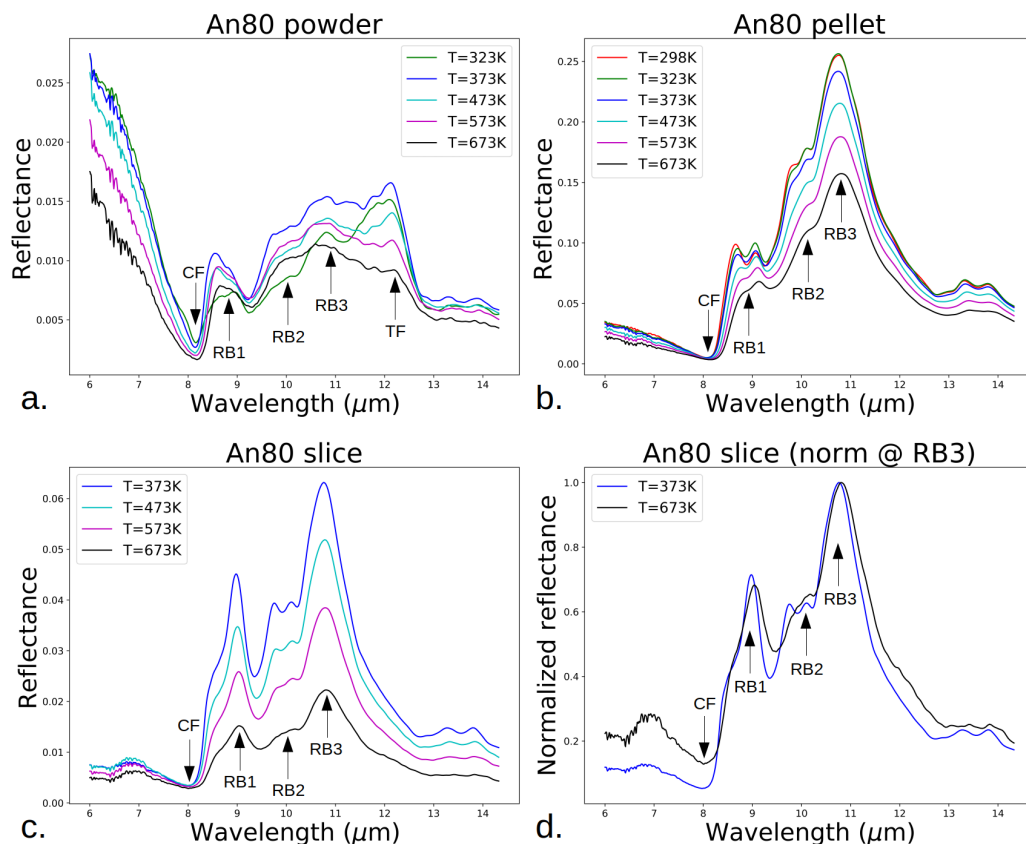 An80 powder
T=323K
T=373K
T=473K
T=573K
T=673K
Reflectance
0.025
0.020
0.015
0.010
0.005
CF
RB1
RB2
RB3
TF
6 7 8 9 10 11 12 13 14
Wavelength (μm)
a.
An80 pellet
T=298K
T=323K
T=373K
T=473K
T=573K
T=673K
Reflectance
0.25
0.20
0.15
0.10
0.05
0.00
CF
RB1
RB2
RB3
6 7 8 9 10 11 12 13 14
Wavelength (μm)
b.
An80 slice
T=373K
T=473K
T=573K
T=673K
Reflectance
0.06
0.05
0.04
0.03
0.02
0.01
0.00
CF
RB1
RB2
RB3
6 7 8 9 10 11 12 13 14
Wavelength (μm)
c.
An80 slice (norm @ RB3)
T=373K
T=673K
Normalized reflectance
1.0
0.8
0.6
0.4
0.2
CF
RB1
RB2
RB3
6 7 8 9 10 11 12 13 14
Wavelength (μm)
d.